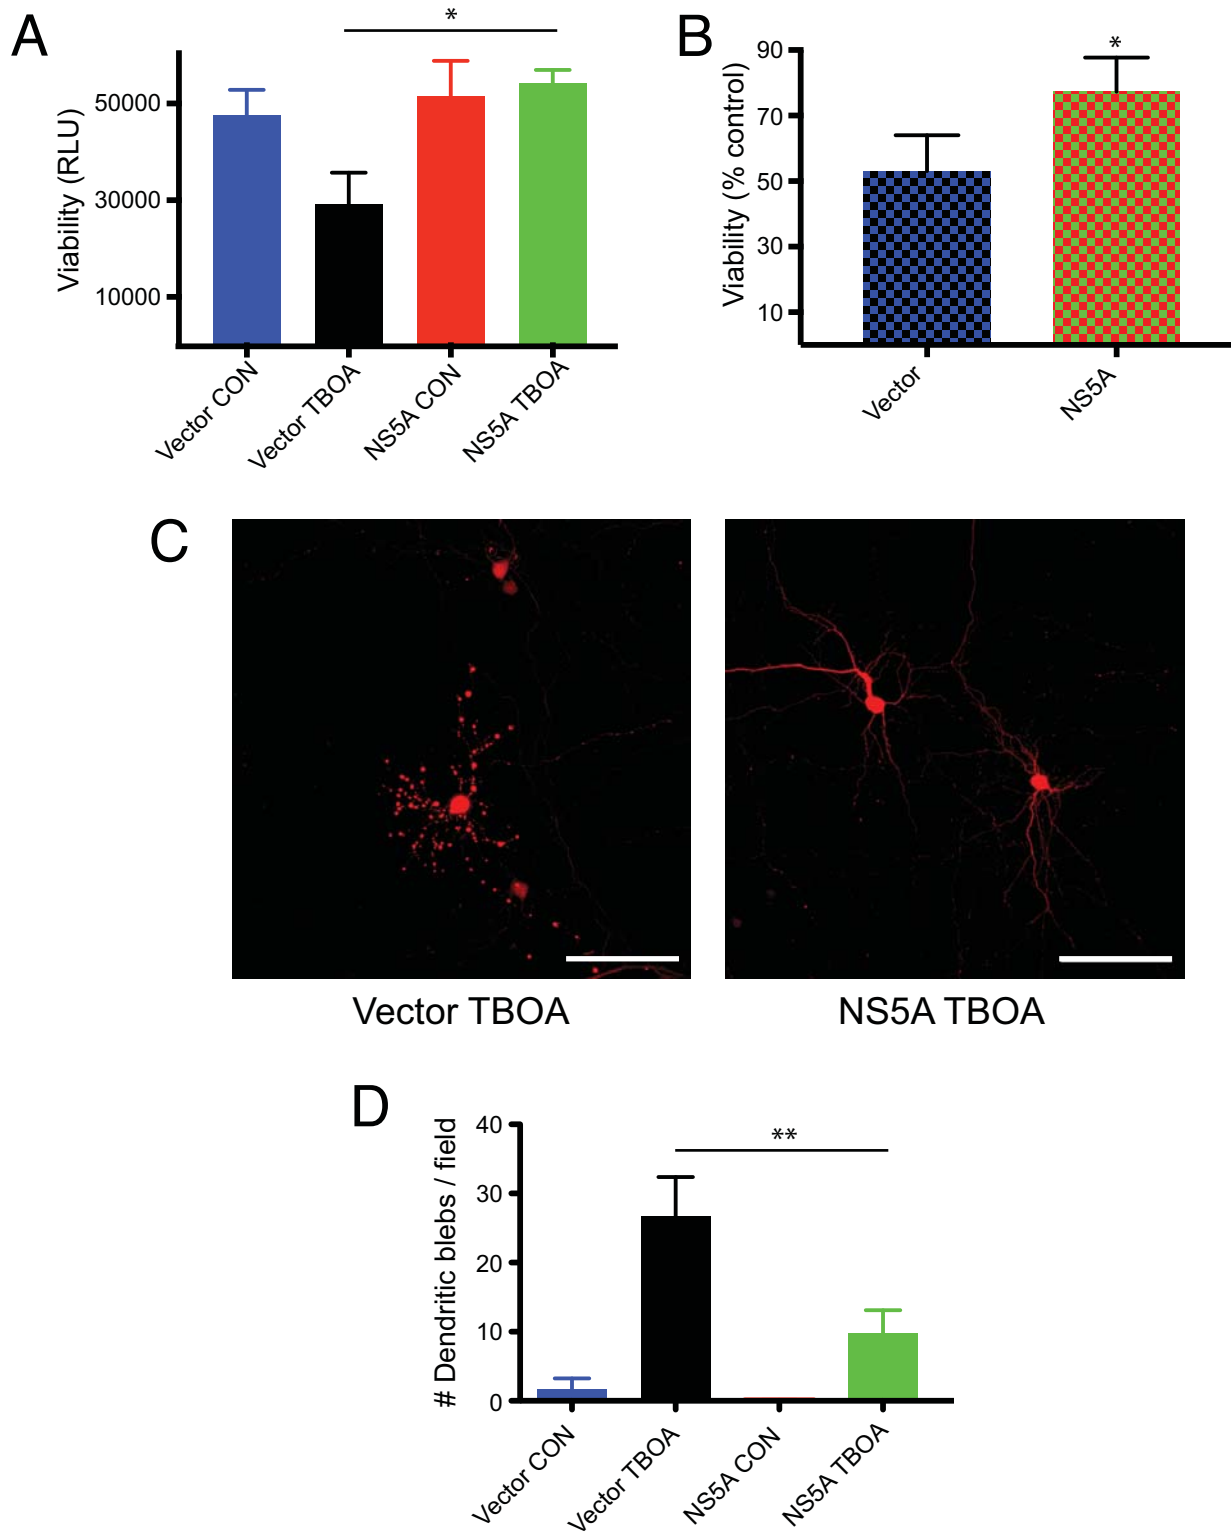 A
*
Viability (RLU)
50000
30000
10000
Vector CON
Vector TBOA
NS5A CON
NS5A TBOA
B
*
Viability (% control)
90
70
50
30
10
Vector
NS5A
C
Vector TBOA
NS5A TBOA
D
**
# Dendritic blebs / field
40
30
20
10
0
Vector CON
Vector TBOA
NS5A CON
NS5A TBOA